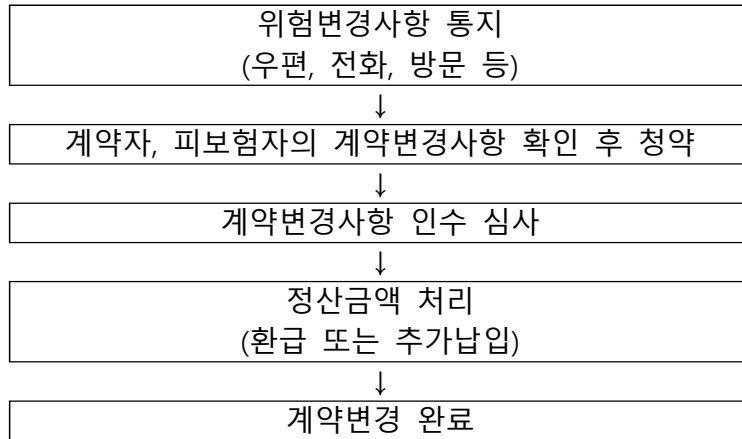 위험변경사항 통지
(우편, 전화, 방문 등)
↓
계약자, 피보험자의 계약변경사항 확인 후 청약
↓
계약변경사항 인수 심사
↓
정산금액 처리
(환급 또는 추가납입)
↓
계약변경 완료